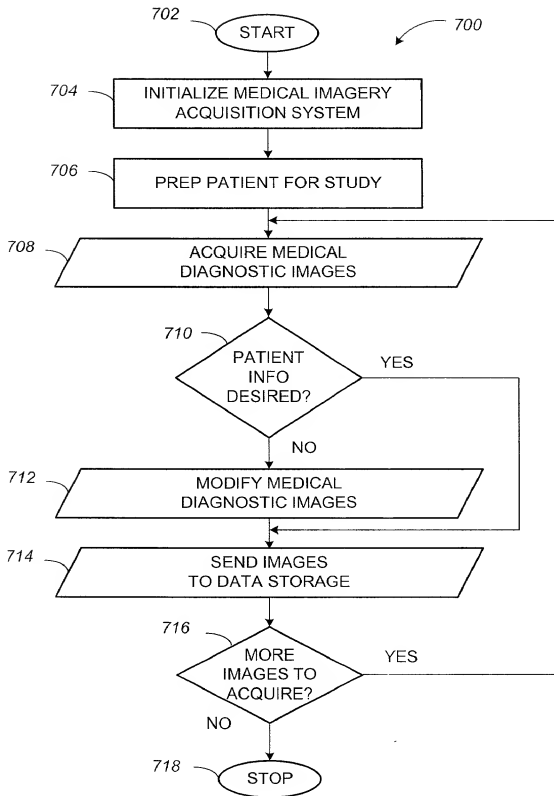 702
START
700
704
INITIALIZE MEDICAL IMAGERY
ACQUISITION SYSTEM
706
PREP PATIENT FOR STUDY
708
ACQUIRE MEDICAL
DIAGNOSTIC IMAGES
710
PATIENT
INFO
DESIRED?
YES
NO
712
MODIFY MEDICAL
DIAGNOSTIC IMAGES
714
SEND IMAGES
TO DATA STORAGE
716
MORE
IMAGES TO
ACQUIRE?
YES
NO
718
STOP